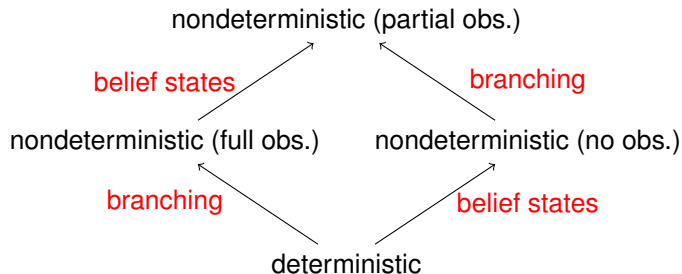 nondeterministic (partial obs.)
belief states
branching
nondeterministic (full obs.)
nondeterministic (no obs.)
branching
belief states
deterministic